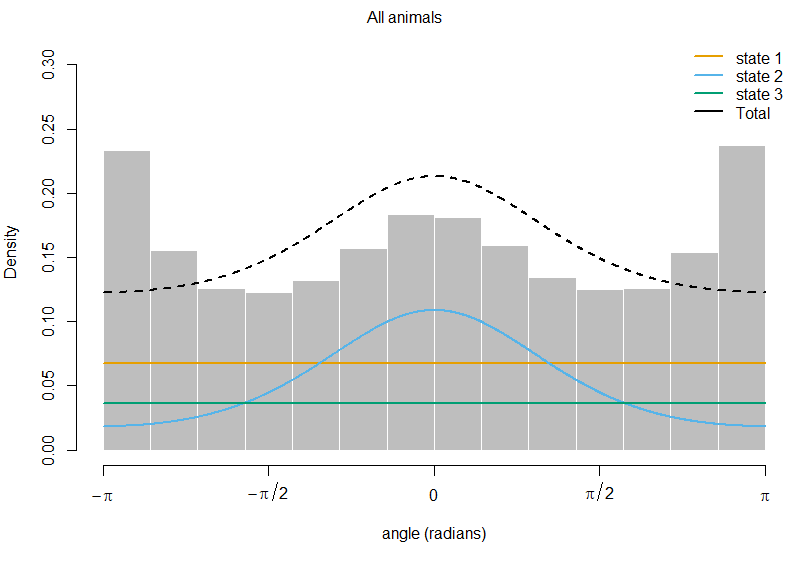 All animals
state 1
state 2
state 3
Total
Density
0.30
0.25
0.20
0.15
0.10
0.05
0.00
−π
−π/2
0
π/2
π
angle (radians)